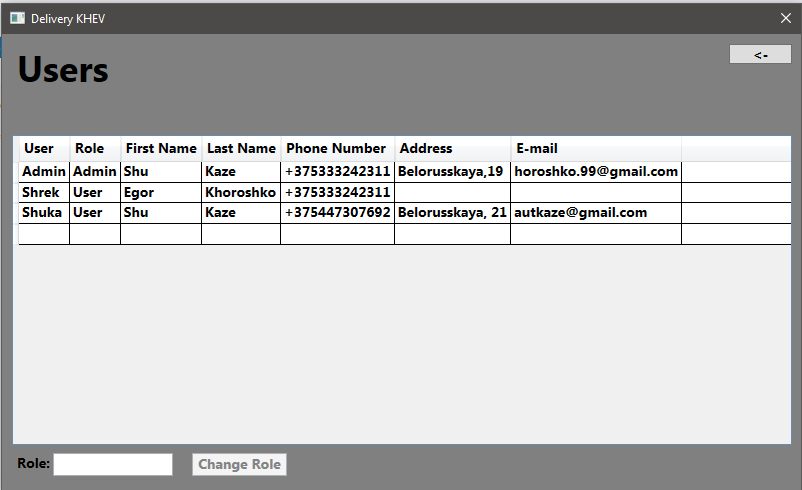 Delivery KHEV
<-
Users
User Role First Name Last Name Phone Number Address E-mail
Admin Admin Shu Kaze +375333242311 Belorusskaya,19 horoshko.99@gmail.com
Shrek User Egor Khoroshko +375333242311
Shuka User Shu Kaze +375447307692 Belorusskaya, 21 autkaze@gmail.com
Role: Change Role